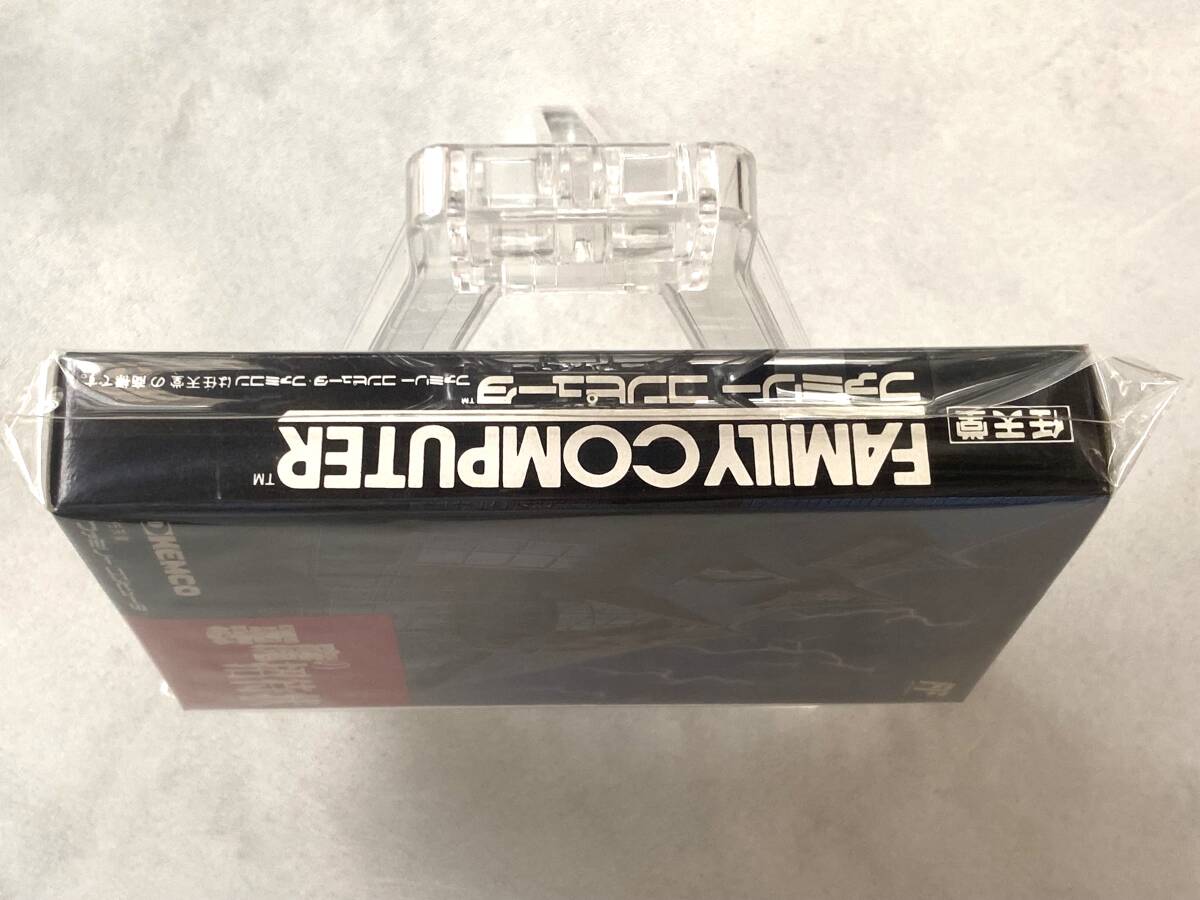 任天堂
FAMILY COMPUTER™
ファミリー コンピュータ™
ファミリー コンピュータ・ファミコンは任天堂の商標です。
KEMCO